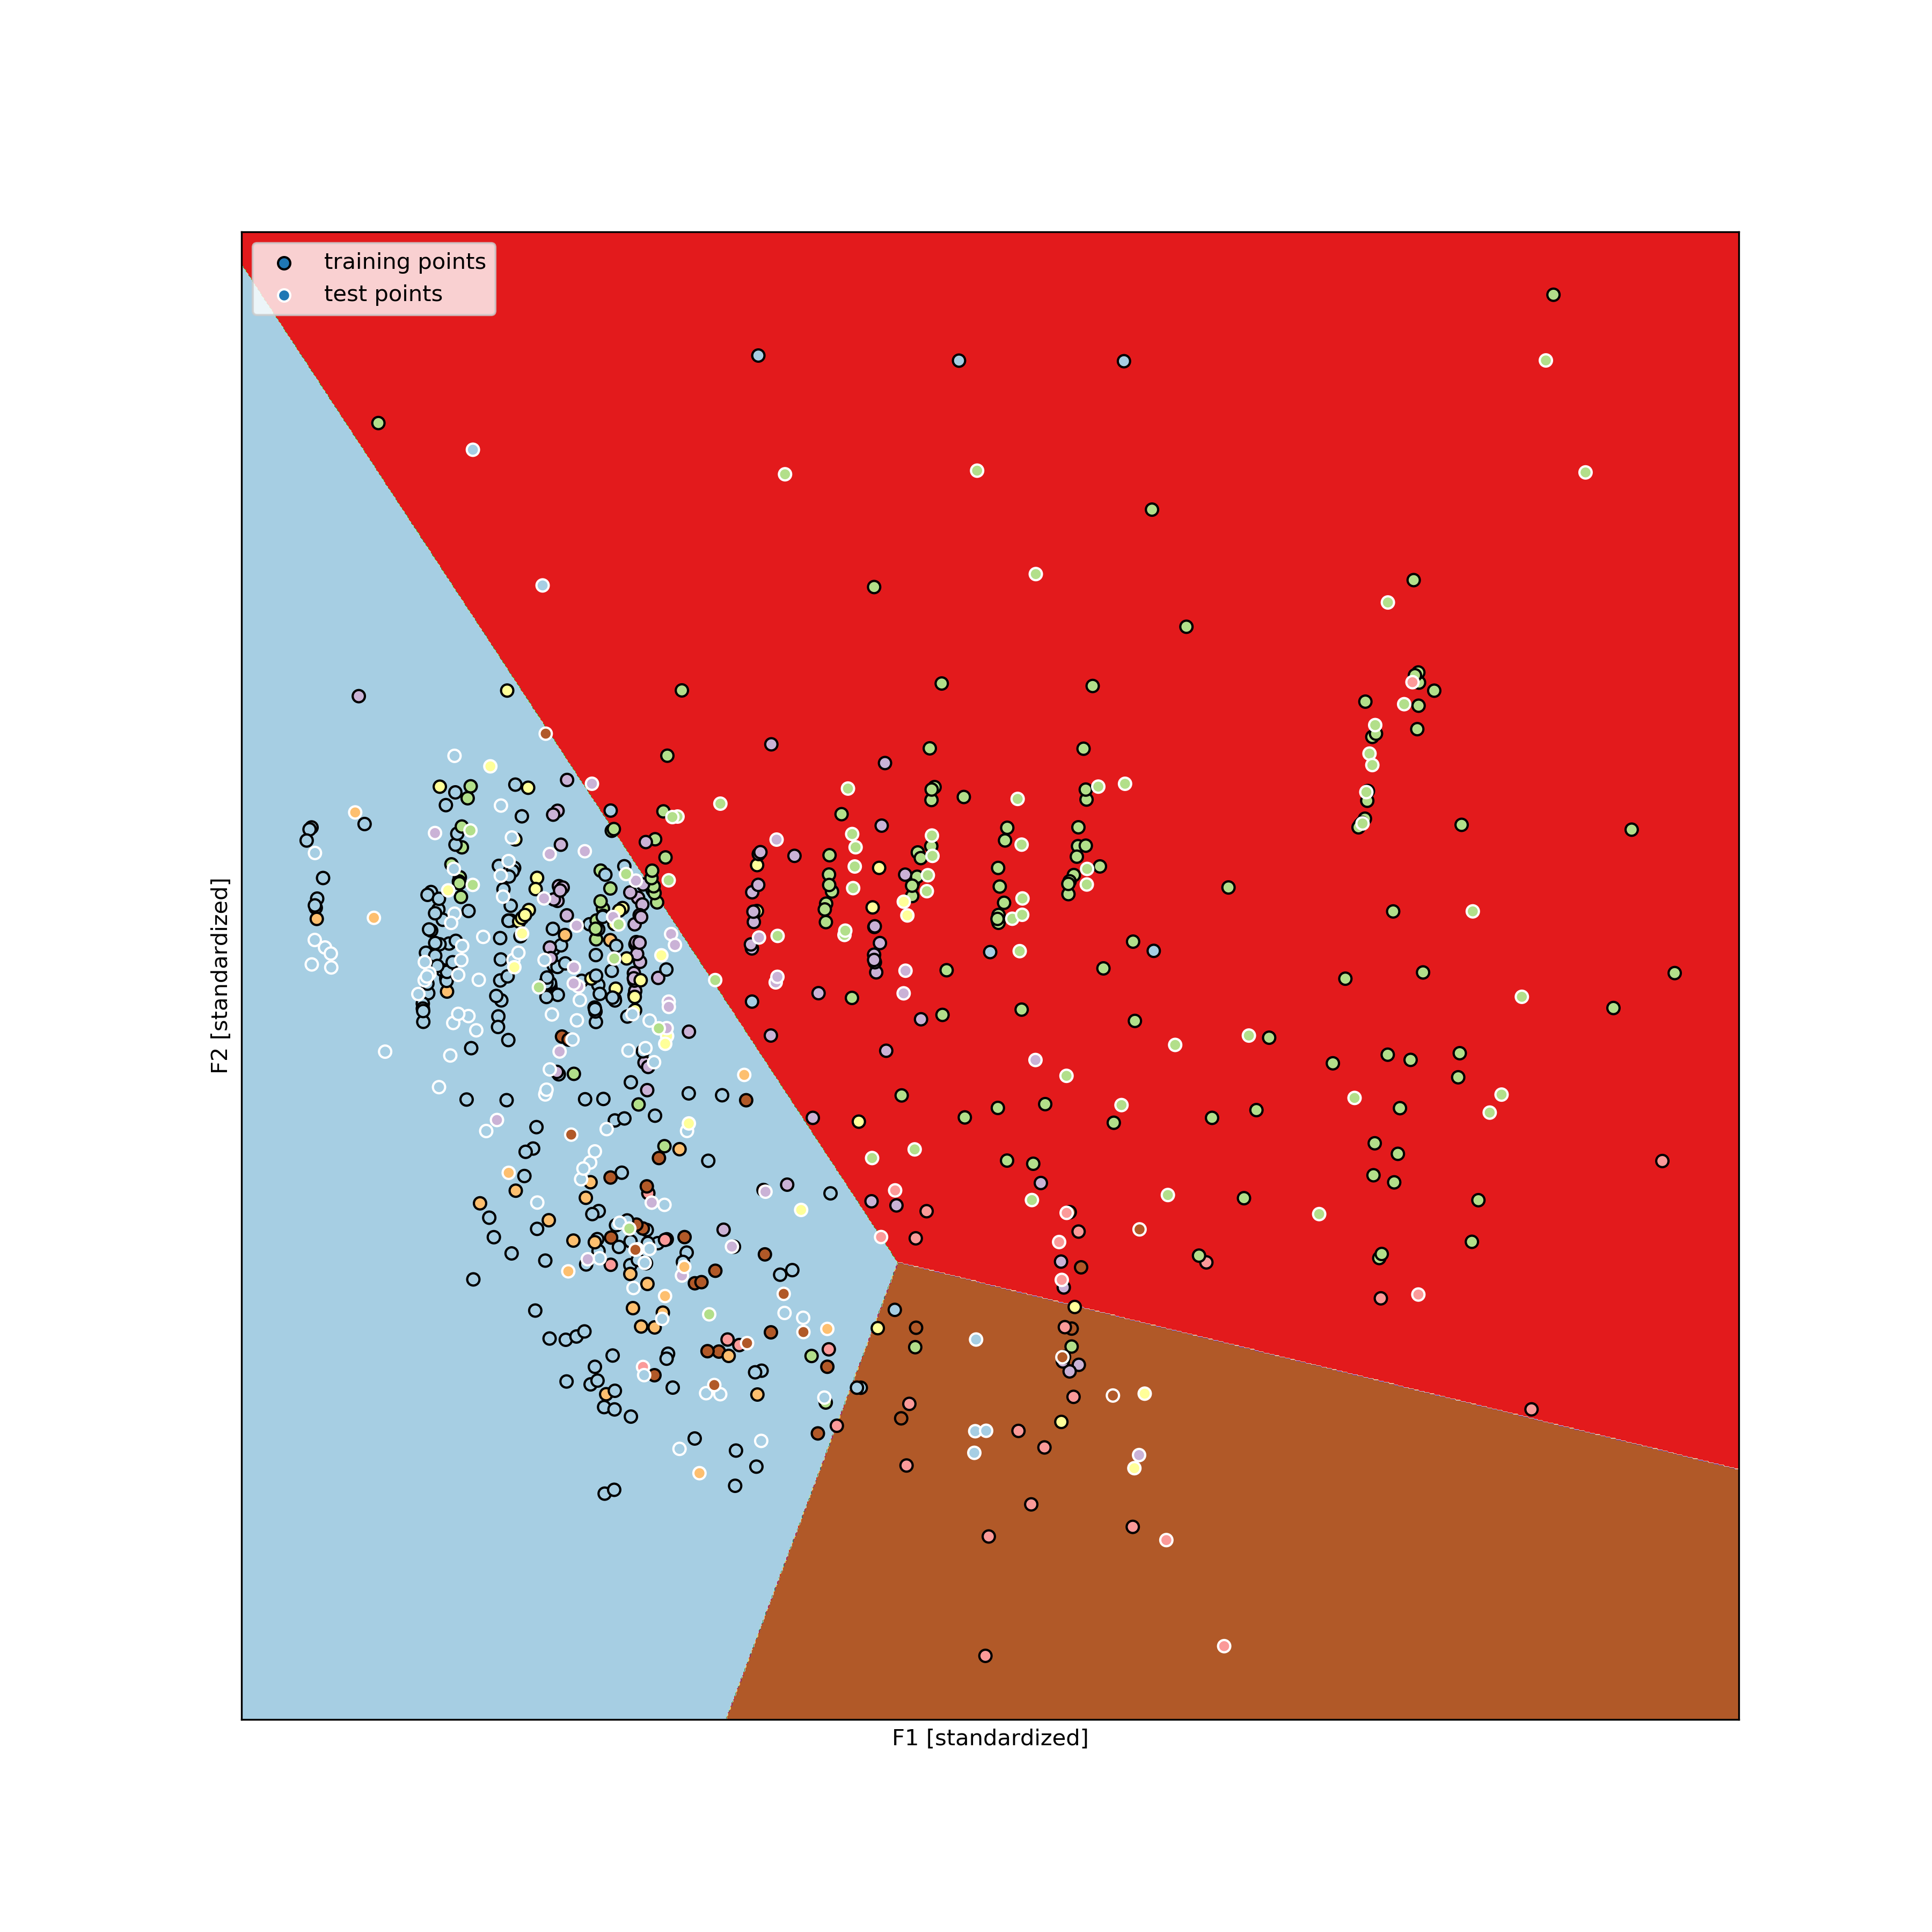 training points
test points
F2 [standardized]
F1 [standardized]